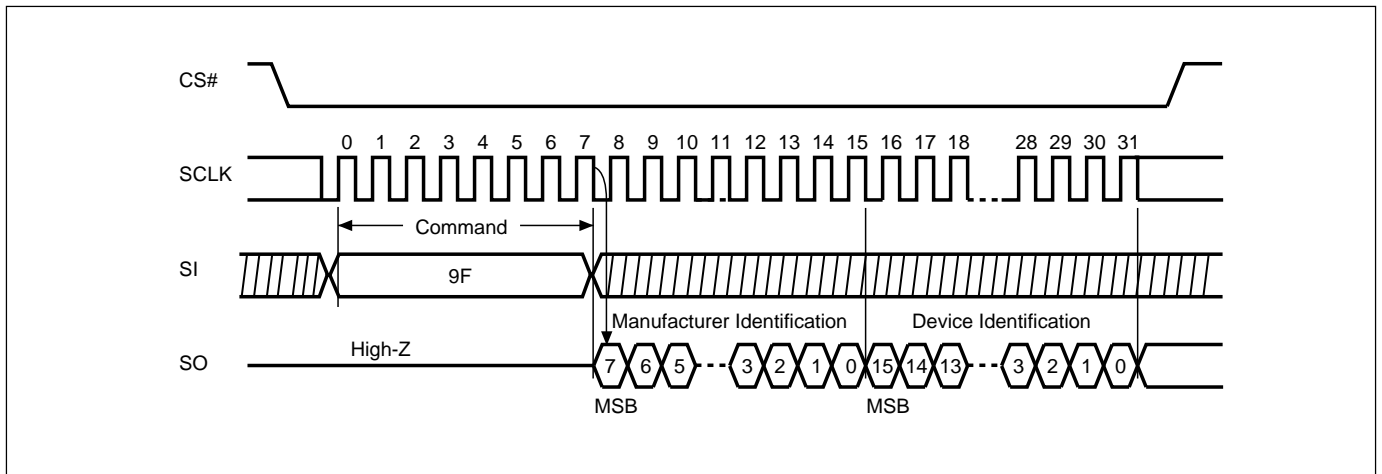 CS#
0 1 2 3 4 5 6 7 8 9 10 11 12 13 14 15 16 17 18 28 29 30 31
SCLK
Command
SI
9F
Manufacturer Identification Device Identification
High-Z
SO
7 6 5 3 2 1 0 15 14 13 3 2 1 0
MSB MSB